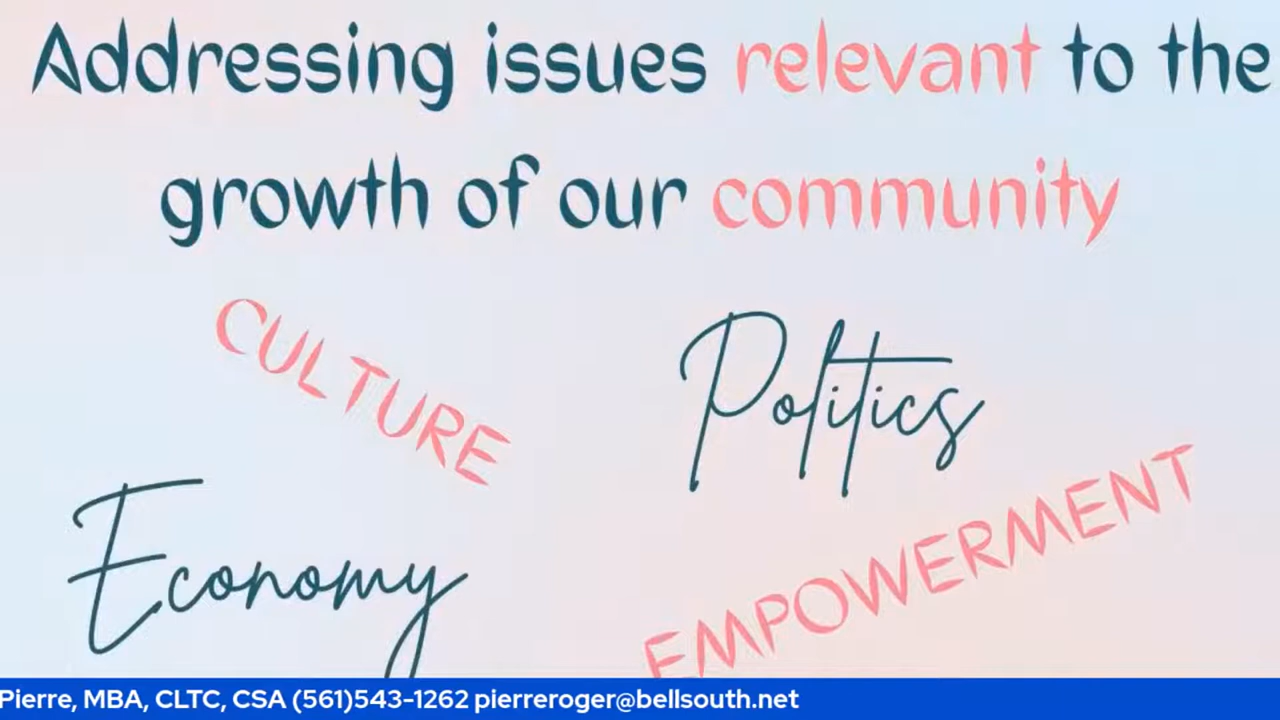 Addressing issues relevant to the
growth of our community
CULTURE
Politics
Economy
EMPOWERMENT
Pierre, MBA, CLTC, CSA (561)543-1262 pierreroger@bellsouth.net